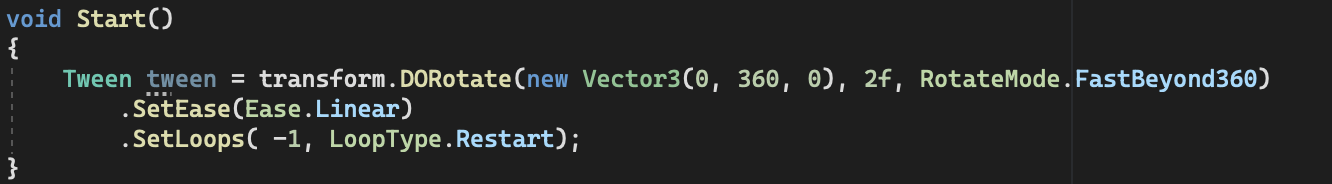 void Start()
{
    Tween tween = transform.DORotate(new Vector3(0, 360, 0), 2f, RotateMode.FastBeyond360)
        .SetEase(Ease.Linear)
        .SetLoops( -1, LoopType.Restart);
}